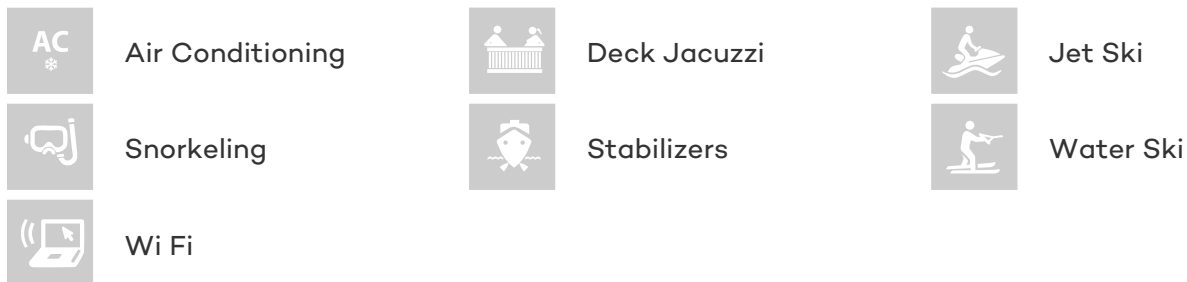 AC
Air Conditioning
Deck Jacuzzi
Jet Ski
Snorkeling
Stabilizers
Water Ski
Wi Fi